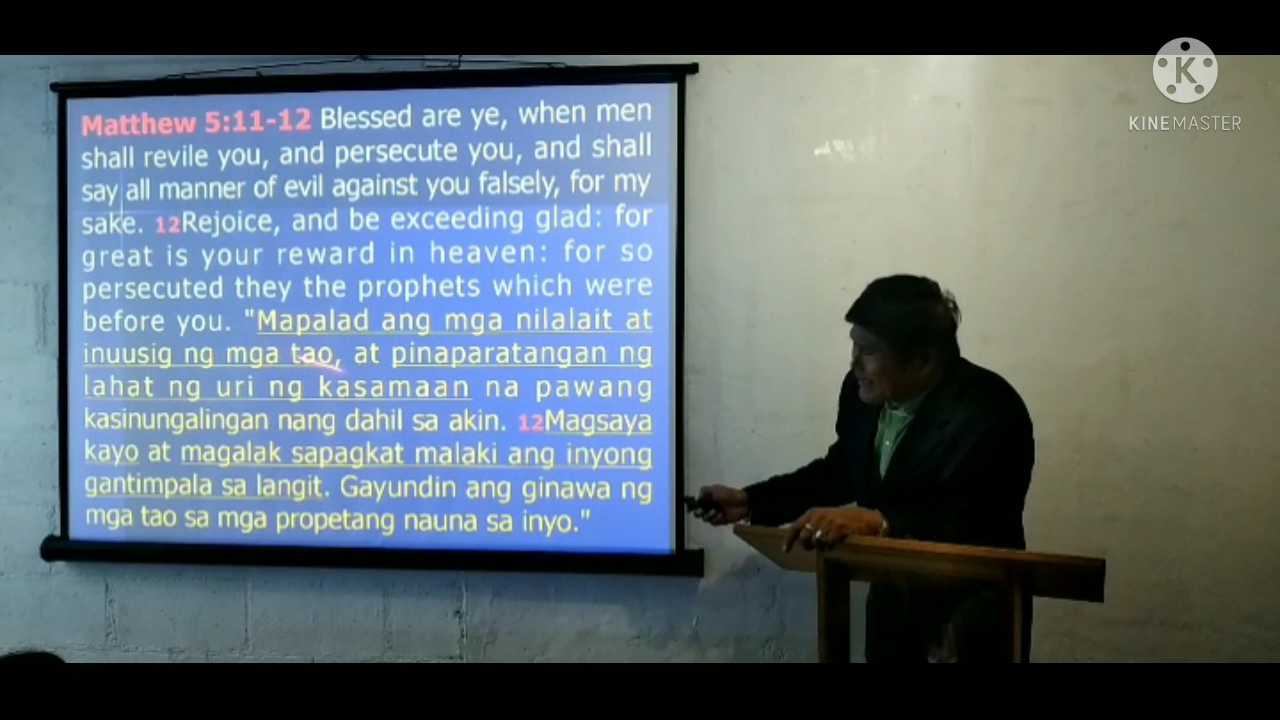 Matthew 5:11-12 Blessed are ye, when men
shall revile you, and persecute you, and shall
say all manner of evil against you falsely, for my
sake. 12Rejoice, and be exceeding glad: for
great is your reward in heaven: for so
persecuted they the prophets which were
before you. "Mapalad ang mga nilalait at
inuusig ng mga tao, at pinaparatangan ng
lahat ng uri ng kasamaan na pawang
kasinungalingan nang dahil sa akin. 12Magsaya
kayo at magalak sapagkat malaki ang inyong
gantimpala sa langit. Gayundin ang ginawa ng
mga tao sa mga propetang nauna sa inyo."
K
KINEMASTER